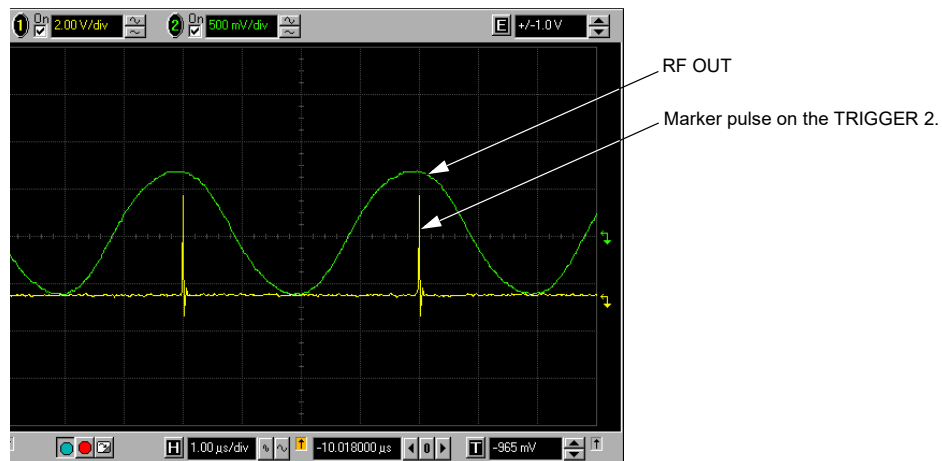 1 On 2.00 V/div 2 On 500 mV/div E +/-1.0 V
RF OUT
Marker pulse on the TRIGGER 2.
H 1.00 µs/div -10.018000 µs 0 T -965 mV